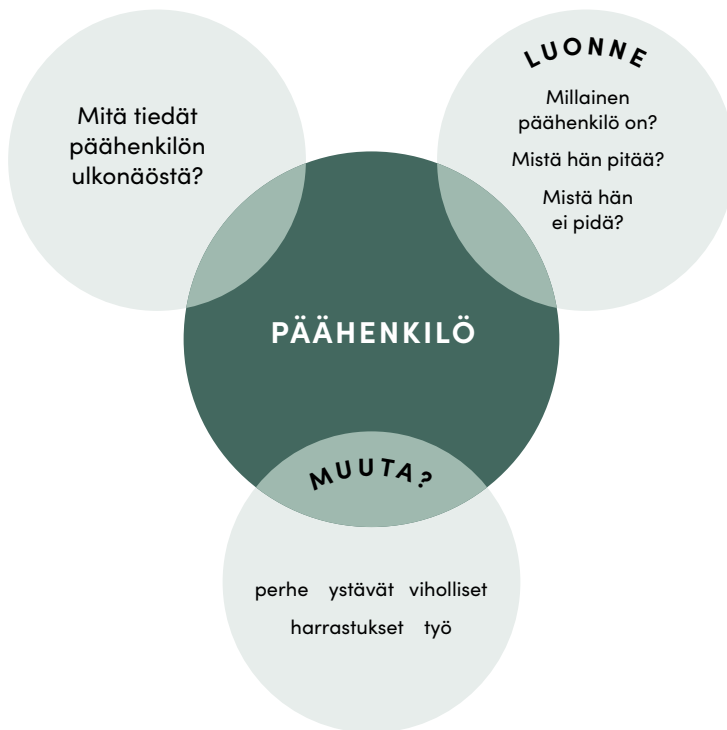 Mitä tiedät
päähenkilön
ulkonäöstä?
LUONNE
Millainen
päähenkilö on?
Mistä hän pitää?
Mistä hän
ei pidä?
PÄÄHENKILÖ
MUUTA?
perhe ystävät viholliset
harrastukset työ